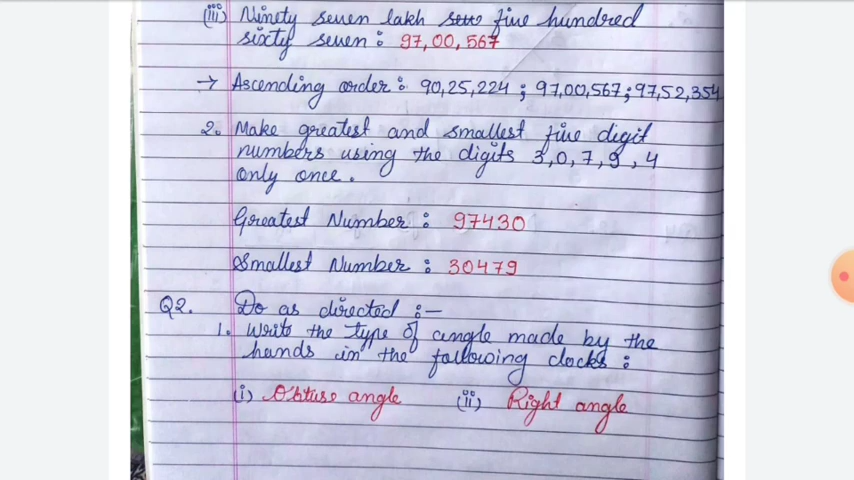 (iii) Ninety seven lakh five hundred
sixty seven : 97,00,567
→ Ascending order : 90,25,224 ; 97,00,567 ; 97,52,354
2. Make greatest and smallest five digit
numbers using the digits 3,0,7,9,4
only once.
Greatest Number : 97430
Smallest Number : 30479
Q2. Do as directed :-
1. Write the type of angle made by the
hands in the following clocks :
(i) Obtuse angle (ii) Right angle